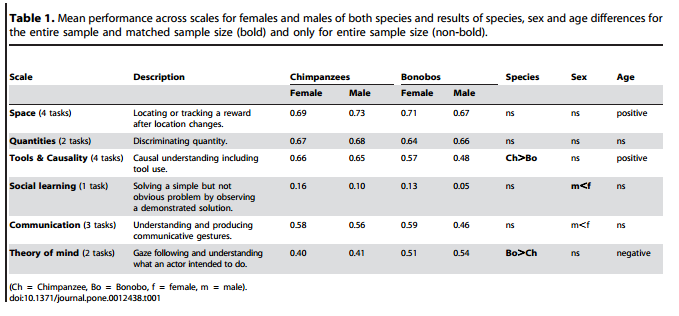 Table 1. Mean performance across scales for females and males of both species and results of species, sex and age differences for
the entire sample and matched sample size (bold) and only for entire sample size (non-bold).
Scale Description Chimpanzees Bonobos Species Sex Age
Female Male Female Male
Space (4 tasks) Locating or tracking a reward 0.69 0.73 0.71 0.67 ns ns positive
after location changes.
Quantities (2 tasks) Discriminating quantity. 0.67 0.68 0.64 0.66 ns ns ns
Tools & Causality (4 tasks) Causal understanding including 0.66 0.65 0.57 0.48 Ch>Bo ns positive
tool use.
Social learning (1 task) Solving a simple but not 0.16 0.10 0.13 0.05 ns m<f ns
obvious problem by observing
a demonstrated solution.
Communication (3 tasks) Understanding and producing 0.58 0.56 0.59 0.46 ns m<f ns
communicative gestures.
Theory of mind (2 tasks) Gaze following and understanding 0.40 0.41 0.51 0.54 Bo>Ch ns negative
what an actor intended to do.
(Ch = Chimpanzee, Bo = Bonobo, f = female, m = male).
doi:10.1371/journal.pone.0012438.t001